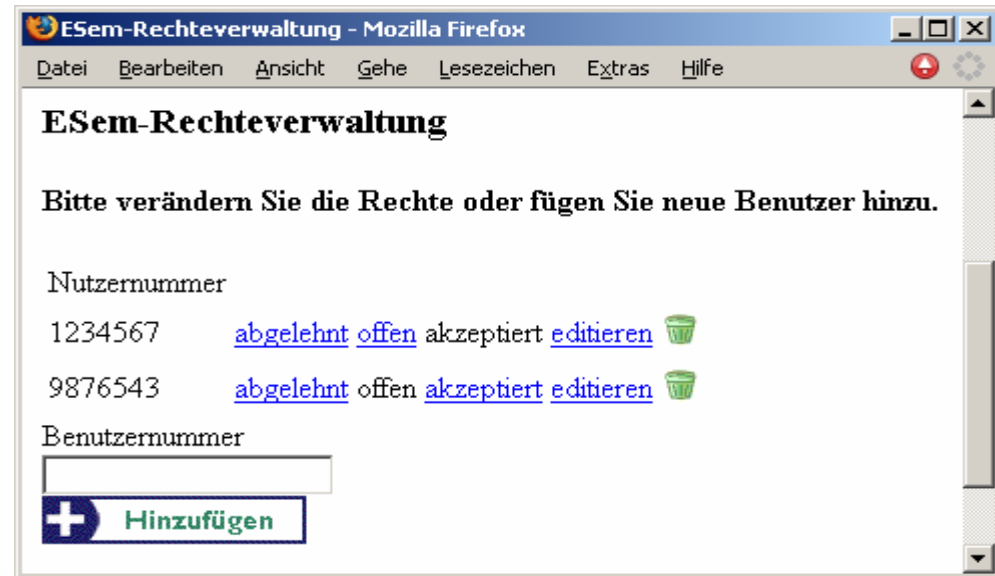 ESem-Rechteverwaltung - Mozilla Firefox
Datei Bearbeiten Ansicht Gehe Lesezeichen Extras Hilfe
ESem-Rechteverwaltung
Bitte verändern Sie die Rechte oder fügen Sie neue Benutzer hinzu.
Nutzernummer
1234567 abgelehnt offen akzeptiert editieren
9876543 abgelehnt offen akzeptiert editieren
Benutzernummer
Hinzufügen